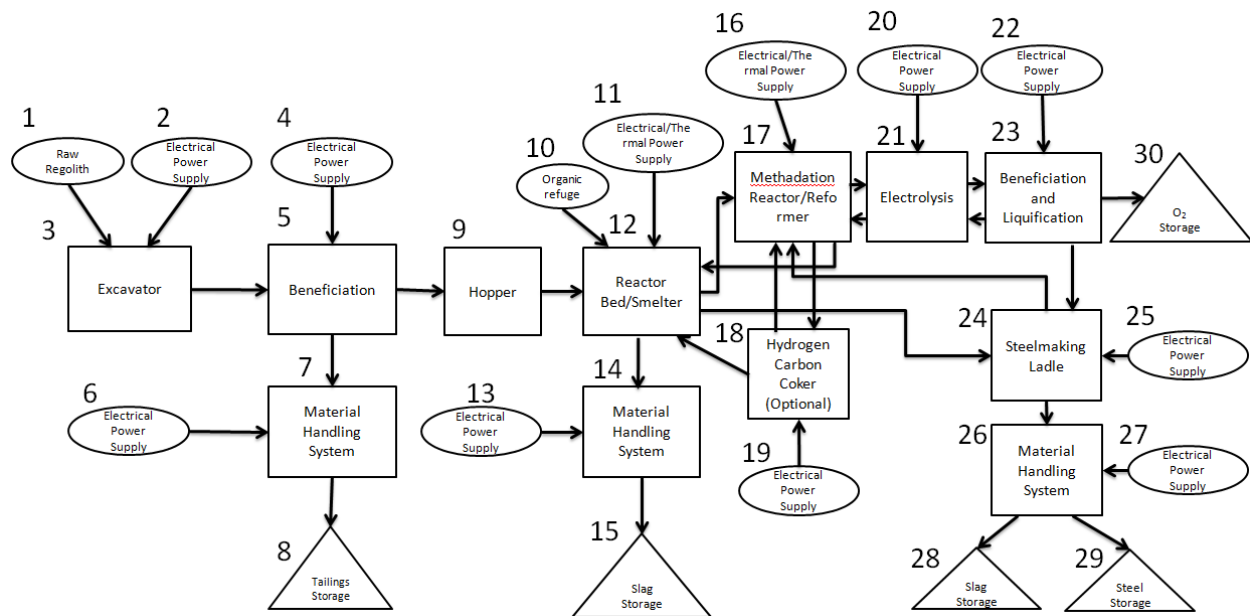 16
20
22
Electrical/The
rmal Power
Supply
Electrical
Power
Supply
Electrical
Power
Supply
1
2
4
11
17
21
23
30
Raw
Regolith
Electrical
Power
Supply
Electrical
Power
Supply
Electrical/The
rmal Power
Supply
10
Organic
refuge
Methadation
Reactor/Refo
rmer
Electrolysis
Beneficiation
and
Liquification
O2
Storage
3
5
9
12
Excavator
Beneficiation
Hopper
Reactor
Bed/Smelter
18
Hydrogen
Carbon
Coker
(Optional)
24
Steelmaking
Ladle
25
Electrical
Power
Supply
6
7
13
14
Electrical
Power
Supply
Material
Handling
System
Electrical
Power
Supply
Material
Handling
System
19
Electrical
Power
Supply
26
Material
Handling
System
27
Electrical
Power
Supply
8
Tailings
Storage
15
Slag
Storage
28
Slag
Storage
29
Steel
Storage